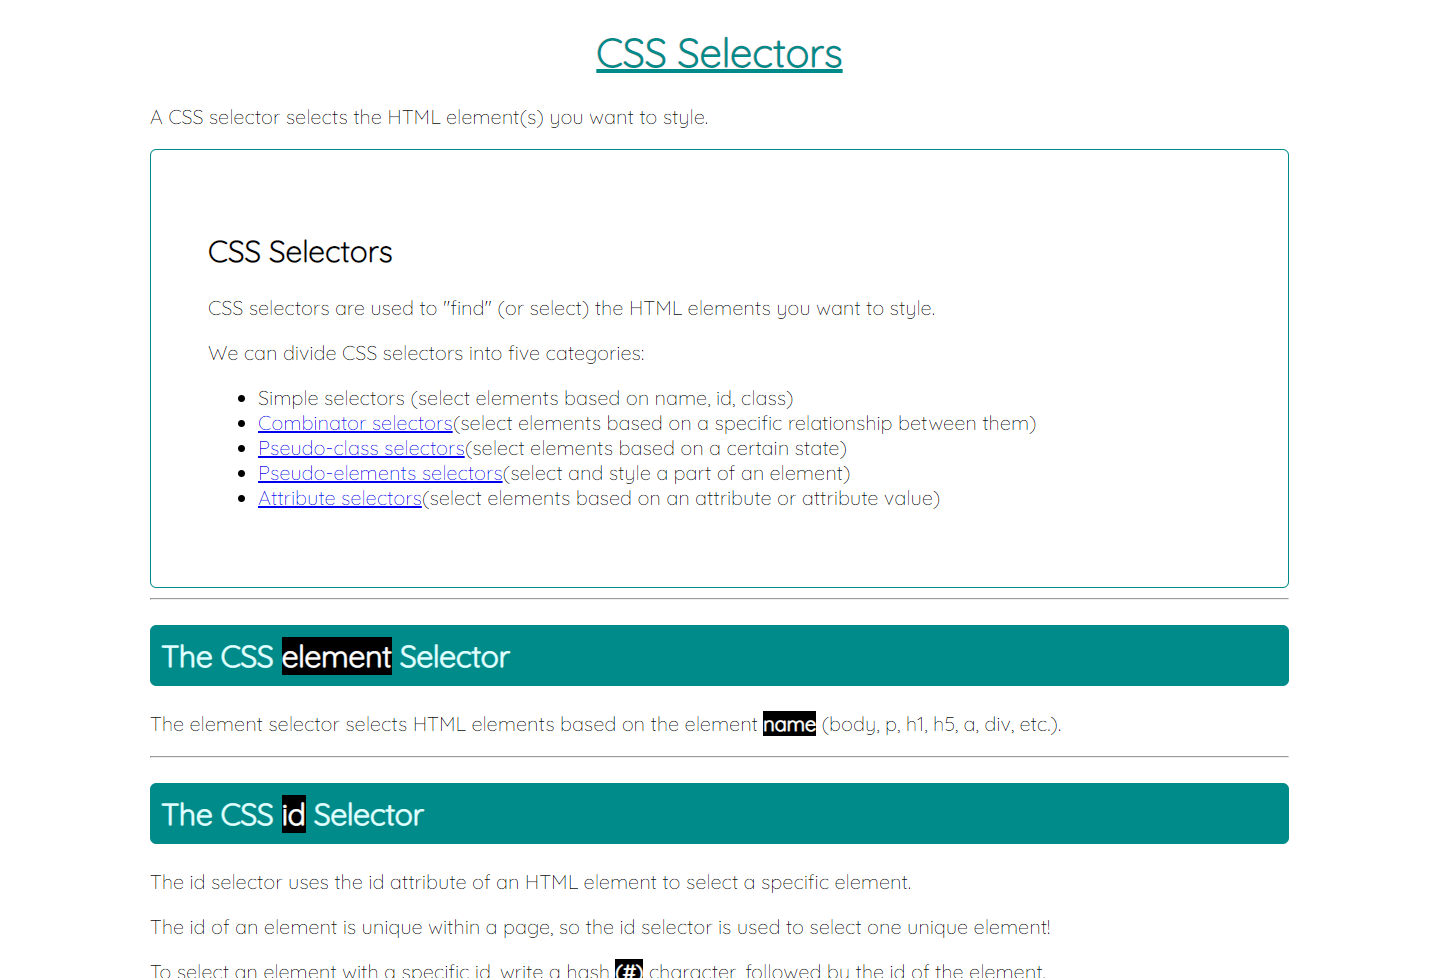 CSS Selectors
A CSS selector selects the HTML element(s) you want to style.
CSS Selectors
CSS selectors are used to "find" (or select) the HTML elements you want to style.
We can divide CSS selectors into five categories:
Simple selectors (select elements based on name, id, class)
Combinator selectors(select elements based on a specific relationship between them)
Pseudo-class selectors(select elements based on a certain state)
Pseudo-elements selectors(select and style a part of an element)
Attribute selectors(select elements based on an attribute or attribute value)
The CSS element Selector
The element selector selects HTML elements based on the element name (body, p, h1, h5, a, div, etc.).
The CSS id Selector
The id selector uses the id attribute of an HTML element to select a specific element.
The id of an element is unique within a page, so the id selector is used to select one unique element!
To select an element with a specific id, write a hash (#) character, followed by the id of the element.